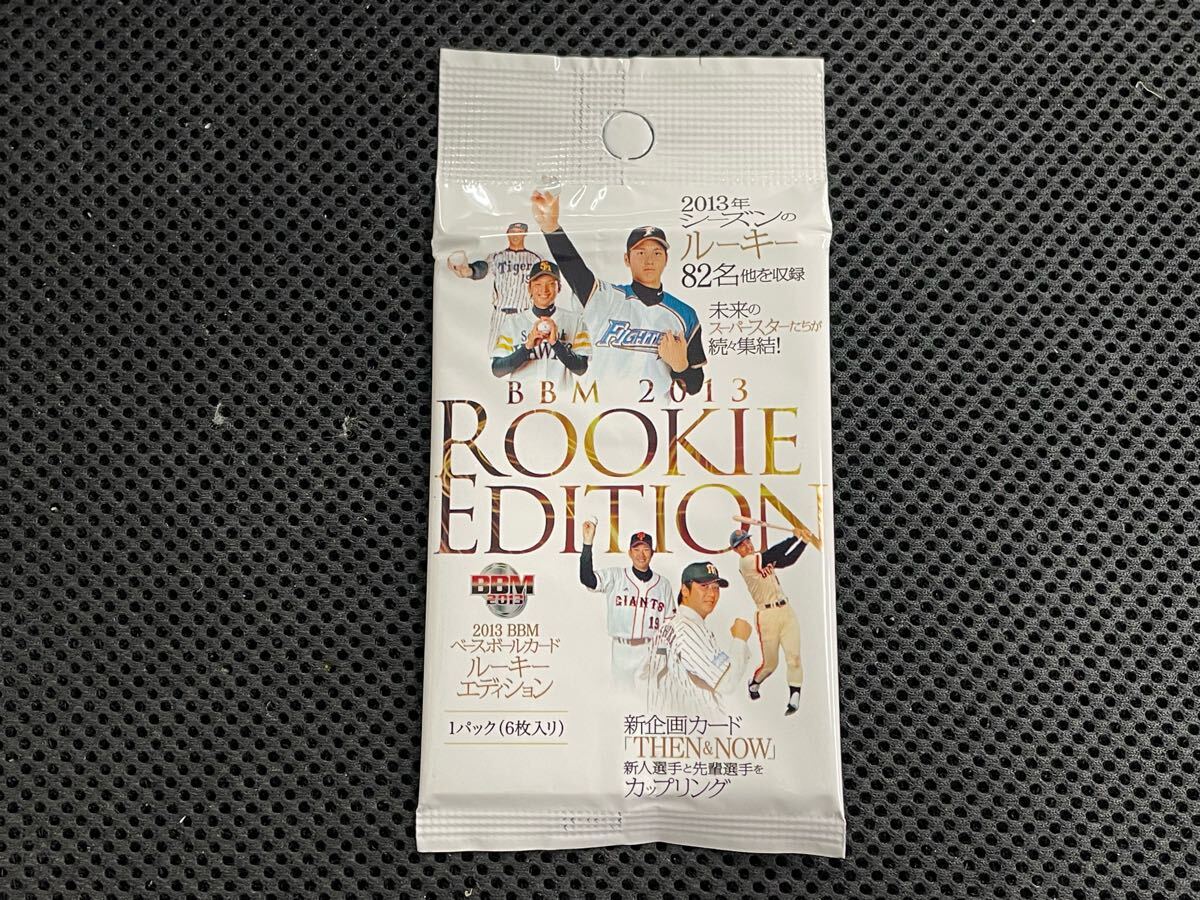 2013年
シーズンの
ルーキー
82名他を収録
未来の
スーパースターたちが
続々集結!
Tigers
FIGHTE
BBM 2013
ROOKIE
EDITION
GIANTS
19
BBM
2013
2013 BBM
ベースボールカード
ルーキー
エディション
1パック(6枚入り)
新企画カード
「THEN&NOW」
新人選手と先輩選手を
カップリング